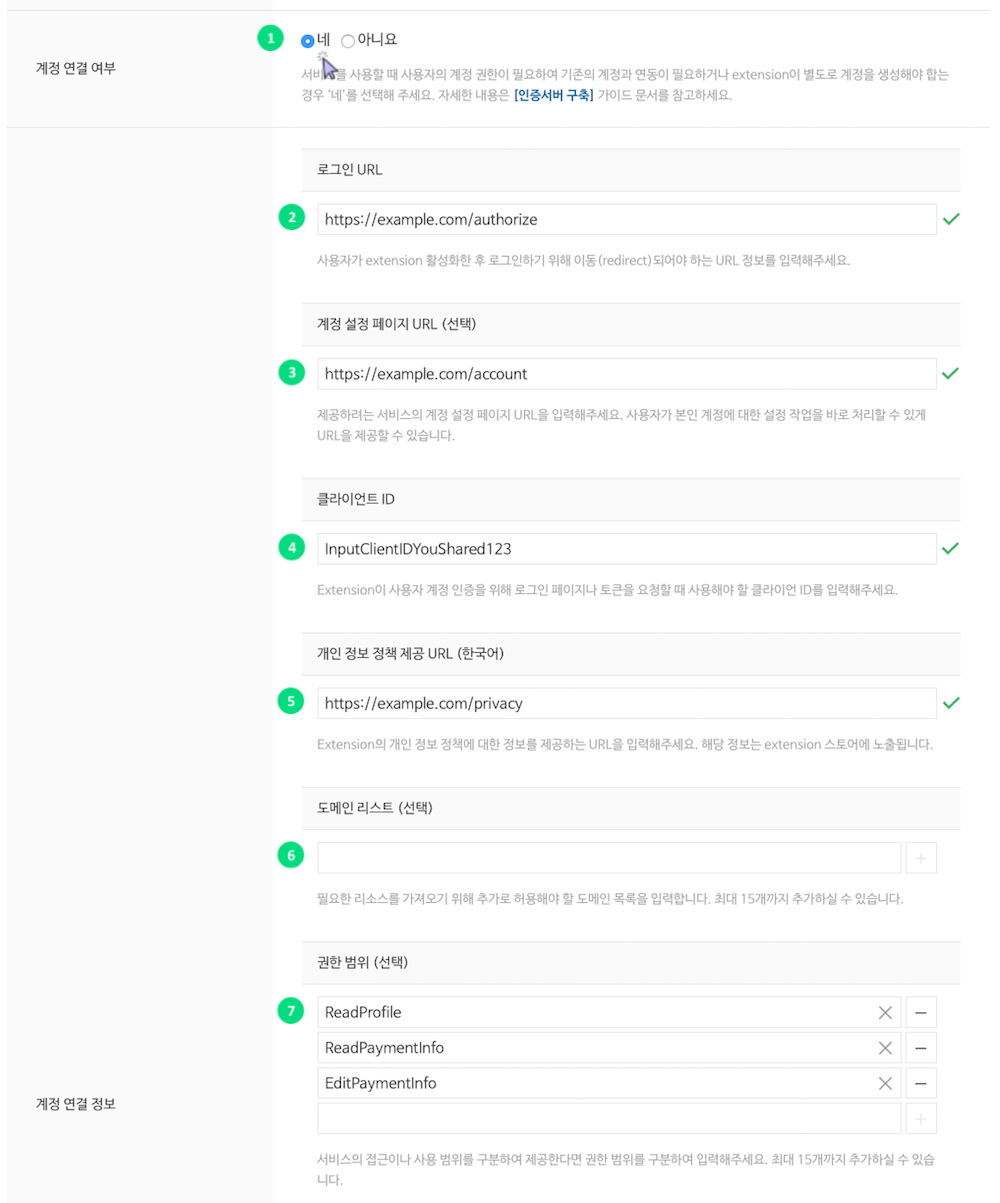 1
네 아니요
계정 연결 여부
서비스를 사용할 때 사용자의 계정 권한이 필요하여 기존의 계정과 연동이 필요하거나 extension이 별도로 계정을 생성해야 합는
경우 '네'를 선택해 주세요. 자세한 내용은 [인증서버 구축] 가이드 문서를 참고하세요.
로그인 URL
2
https://example.com/authorize
사용자가 extension 활성화한 후 로그인하기 위해 이동(redirect)되어야 하는 URL 정보를 입력해주세요.
계정 설정 페이지 URL (선택)
3
https://example.com/account
제공하려는 서비스의 계정 설정 페이지 URL을 입력해주세요. 사용자가 본인 계정에 대한 설정 작업을 바로 처리할 수 있게
URL을 제공할 수 있습니다.
클라이언트 ID
4
InputClientIDYouShared123
Extension이 사용자 계정 인증을 위해 로그인 페이지나 토큰을 요청할 때 사용해야 할 클라이언 ID를 입력해주세요.
개인 정보 정책 제공 URL (한국어)
5
https://example.com/privacy
Extension의 개인 정보 정책에 대한 정보를 제공하는 URL을 입력해주세요. 해당 정보는 extension 스토어에 노출됩니다.
도메인 리스트 (선택)
6
필요한 리소스를 가져오기 위해 추가로 허용해야 할 도메인 목록을 입력합니다. 최대 15개까지 추가하실 수 있습니다.
권한 범위 (선택)
7
ReadProfile
ReadPaymentInfo
EditPaymentInfo
계정 연결 정보
서비스의 접근이나 사용 범위를 구분하여 제공한다면 권한 범위를 구분하여 입력해주세요. 최대 15개까지 추가하실 수 있습
니다.